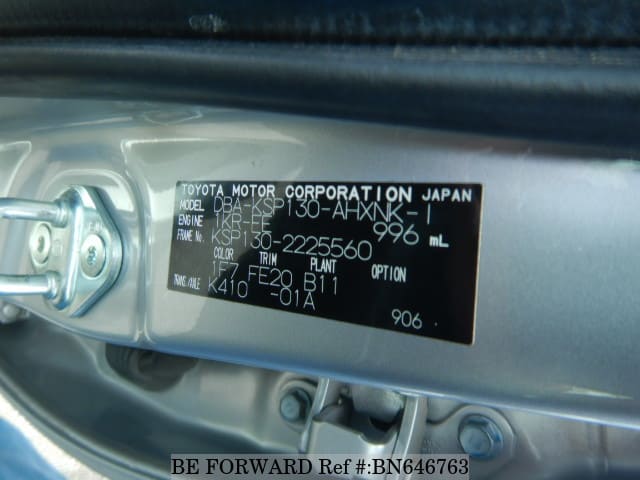 TOYOTA MOTOR CORPORATION JAPAN
MODEL DBA-KSP130-AHXNK-I
ENGINE 1KR-FE 996 mL
FRAME No. KSP130-2225560
COLOR TRIM PLANT OPTION
1F7 FE20 B11
TRANS./AXLE K410 -01A
906
BE FORWARD Ref #:BN646763